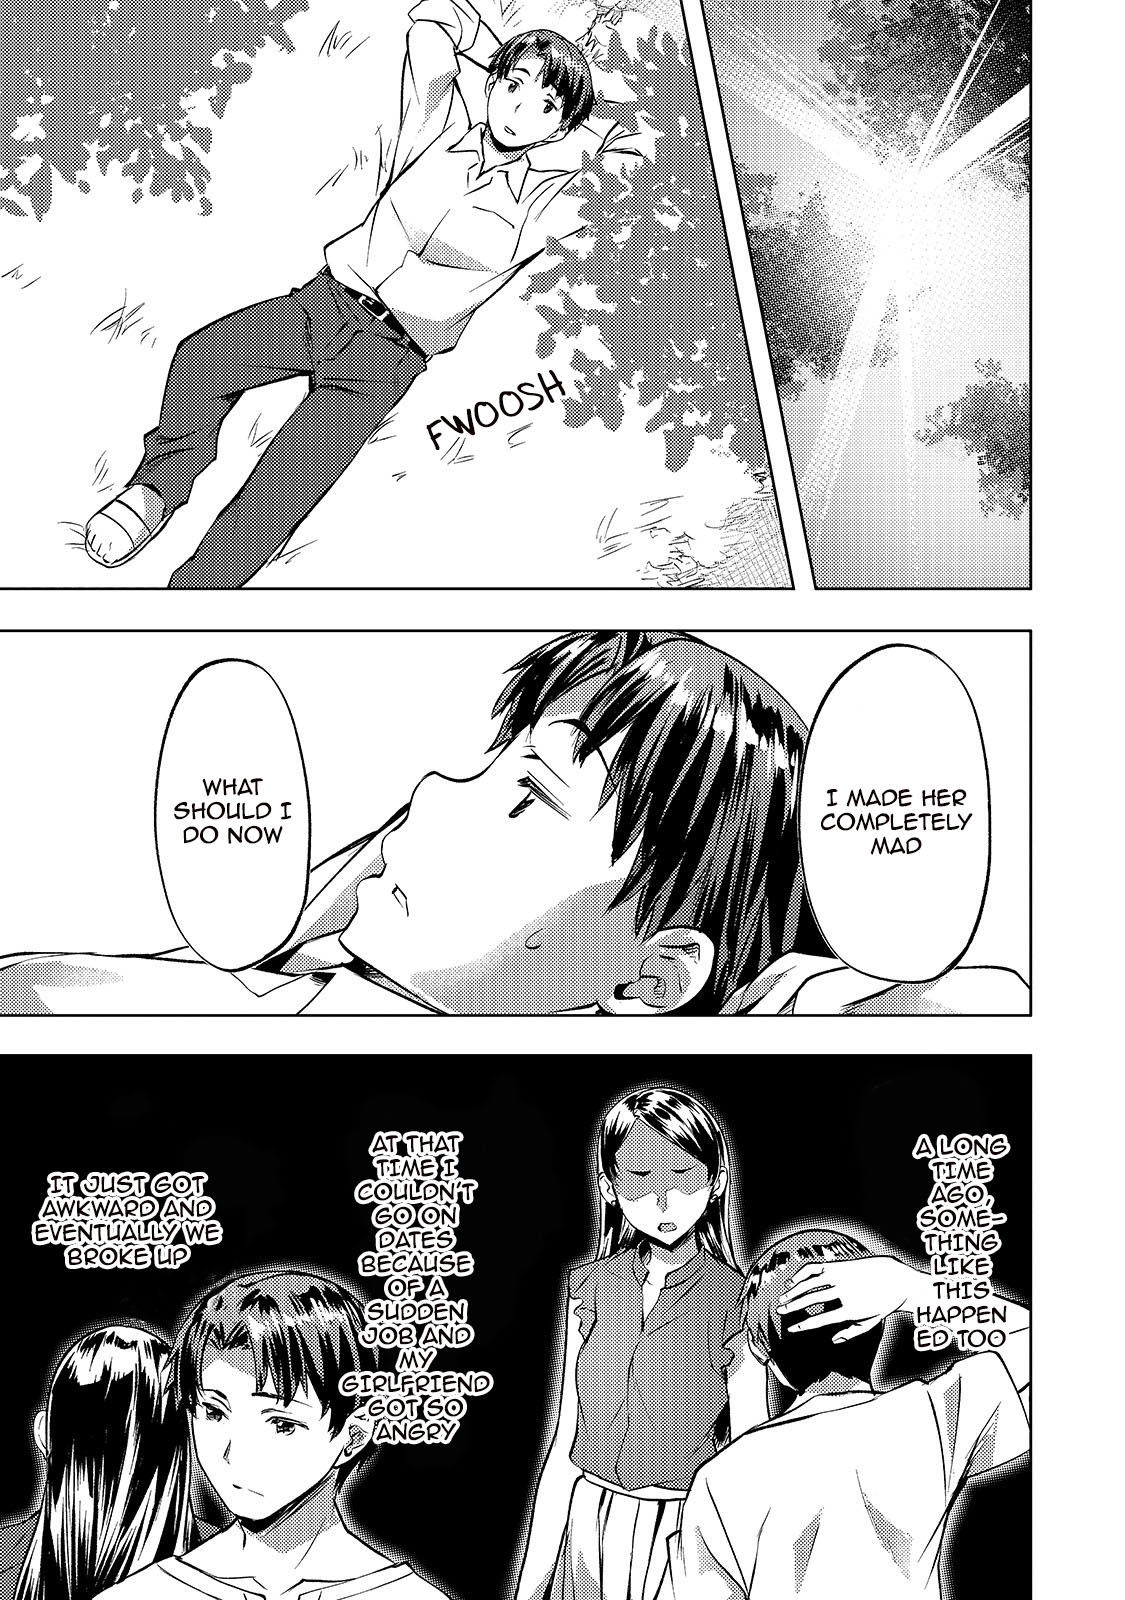 FWOOSH
I MADE HER
COMPLETELY
MAD
WHAT
SHOULD I
DO NOW
A LONG
TIME
AGO,
SOME-
THING
LIKE
THIS
HAPPEN
ED TOO
AT THAT
TIME I
COULDN'T
GO ON
DATES
BECAUSE
OF A
SUDDEN
JOB AND
MY
GIRLFRIEND
GOT SO
ANGRY
IT JUST GOT
AWKWARD AND
EVENTUALLY WE
BROKE UP